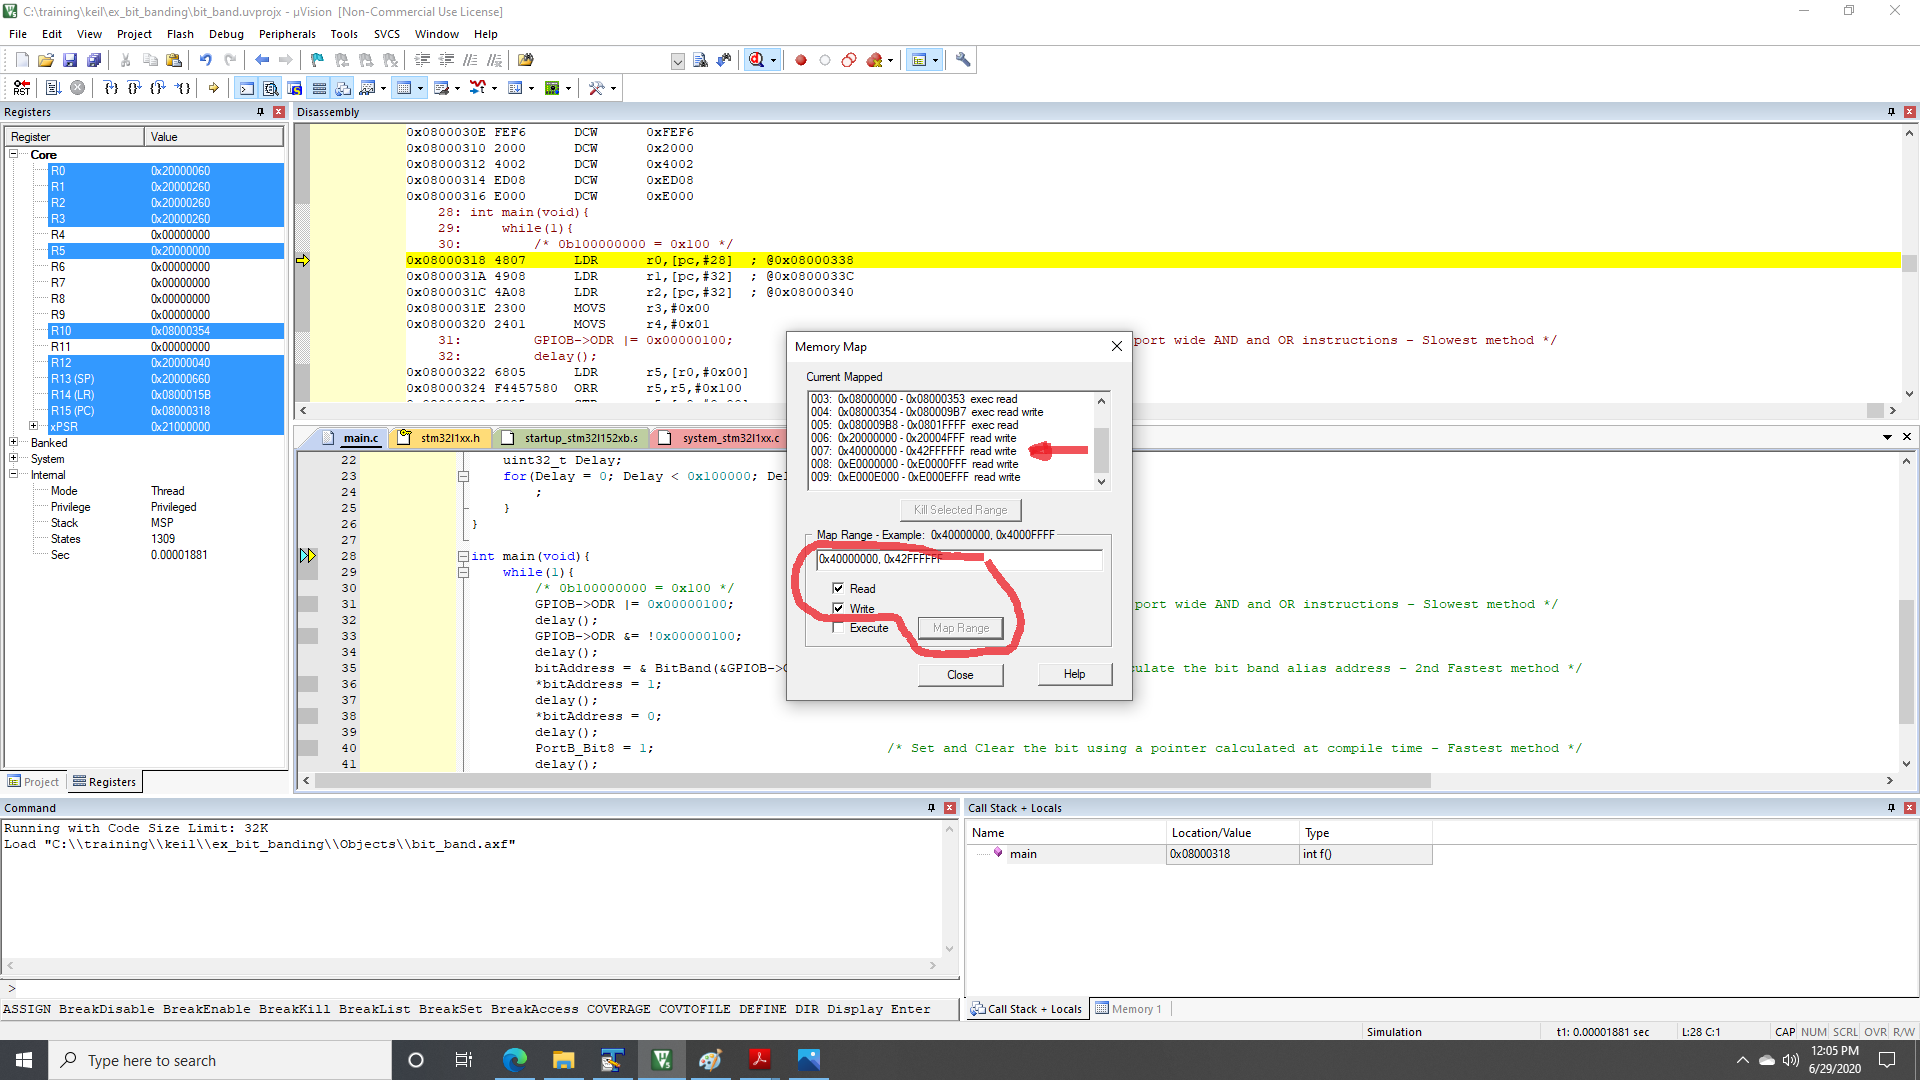 C:\training\keil\ex_bit_banding\bit_band.uvprojx - µVision [Non-Commercial Use License]
File Edit View Project Flash Debug Peripherals Tools SVCS Window Help
Registers
Register Value
Core
R0 0x20000060
R1 0x20000260
R2 0x20000260
R3 0x20000260
R4 0x00000000
R5 0x20000000
R6 0x00000000
R7 0x00000000
R8 0x00000000
R9 0x00000000
R10 0x08000354
R11 0x00000000
R12 0x20000040
R13 (SP) 0x20000660
R14 (LR) 0x0800015B
R15 (PC) 0x08000318
xPSR 0x21000000
Banked
System
Internal
Mode Thread
Privilege Privileged
Stack MSP
States 1309
Sec 0.00001881
Project Registers
Disassembly
0x0800030E FEF6 DCW 0xFEF6
0x08000310 2000 DCW 0x2000
0x08000312 4002 DCW 0x4002
0x08000314 ED08 DCW 0xED08
0x08000316 E000 DCW 0xE000
28: int main(void){
29: while(1){
30: /* 0b100000000 = 0x100 */
0x08000318 4807 LDR r0,[pc,#28] ; @0x08000338
0x0800031A 4908 LDR r1,[pc,#32] ; @0x0800033C
0x0800031C 4A08 LDR r2,[pc,#32] ; @0x08000340
0x0800031E 2300 MOVS r3,#0x00
0x08000320 2401 MOVS r4,#0x01
31: GPIOB->ODR |= 0x00000100; port wide AND and OR instructions - Slowest method */
32: delay();
0x08000322 6805 LDR r5,[r0,#0x00]
0x08000324 F4457580 ORR r5,r5,#0x100
main.c stm32l1xx.h startup_stm32l152xb.s system_stm32l1xx.c
22 uint32_t Delay;
23 for(Delay = 0; Delay < 0x100000; Del
24 ;
25 }
26 }
27
28 int main(void){
29 while(1){
30 /* 0b100000000 = 0x100 */
31 GPIOB->ODR |= 0x00000100; port wide AND and OR instructions - Slowest method */
32 delay();
33 GPIOB->ODR &= !0x00000100;
34 delay();
35 bitAddress = & BitBand(&GPIOB-> ulate the bit band alias address - 2nd Fastest method */
36 *bitAddress = 1;
37 delay();
38 *bitAddress = 0;
39 delay();
40 PortB_Bit8 = 1; /* Set and Clear the bit using a pointer calculated at compile time - Fastest method */
41 delay();
Memory Map
Current Mapped
003: 0x08000000 - 0x08000353 exec read
004: 0x08000354 - 0x080009B7 exec read write
005: 0x080009B8 - 0x0801FFFF exec read
006: 0x20000000 - 0x20004FFF read write
007: 0x40000000 - 0x42FFFFFF read write
008: 0xE0000000 - 0xE0000FFF read write
009: 0xE000E000 - 0xE000EFFF read write
Kill Selected Range
Map Range - Example: 0x40000000, 0x4000FFFF
0x40000000, 0x42FFFFFF
Read
Write
Execute Map Range
Close Help
Command
Running with Code Size Limit: 32K
Load "C:\\training\\keil\\ex_bit_banding\\Objects\\bit_band.axf"
>
ASSIGN BreakDisable BreakEnable BreakKill BreakList BreakSet BreakAccess COVERAGE COVTOFILE DEFINE DIR Display Enter
Call Stack + Locals
Name Location/Value Type
main 0x08000318 int f()
Call Stack + Locals Memory 1
Simulation t1: 0.00001881 sec L:28 C:1 CAP NUM SCRL OVR R/W
Type here to search
12:05 PM
6/29/2020